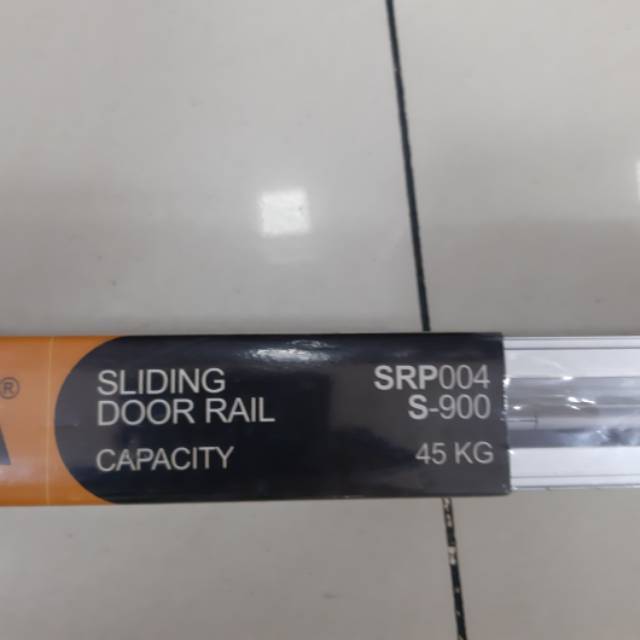 ®
A
SLIDING
DOOR RAIL
SRP004
S-900
CAPACITY
45 KG